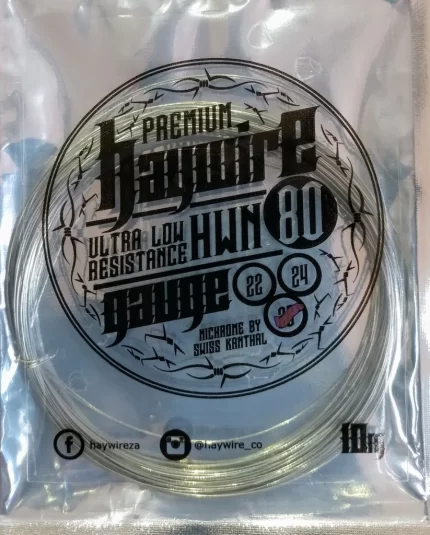 PREMIUM
haywire
ULTRA LOW
RESISTANCE
HWN 80
gauge
22 24
NICHROME BY
SWISS KANTHAL
haywireza
@haywire_co
10m